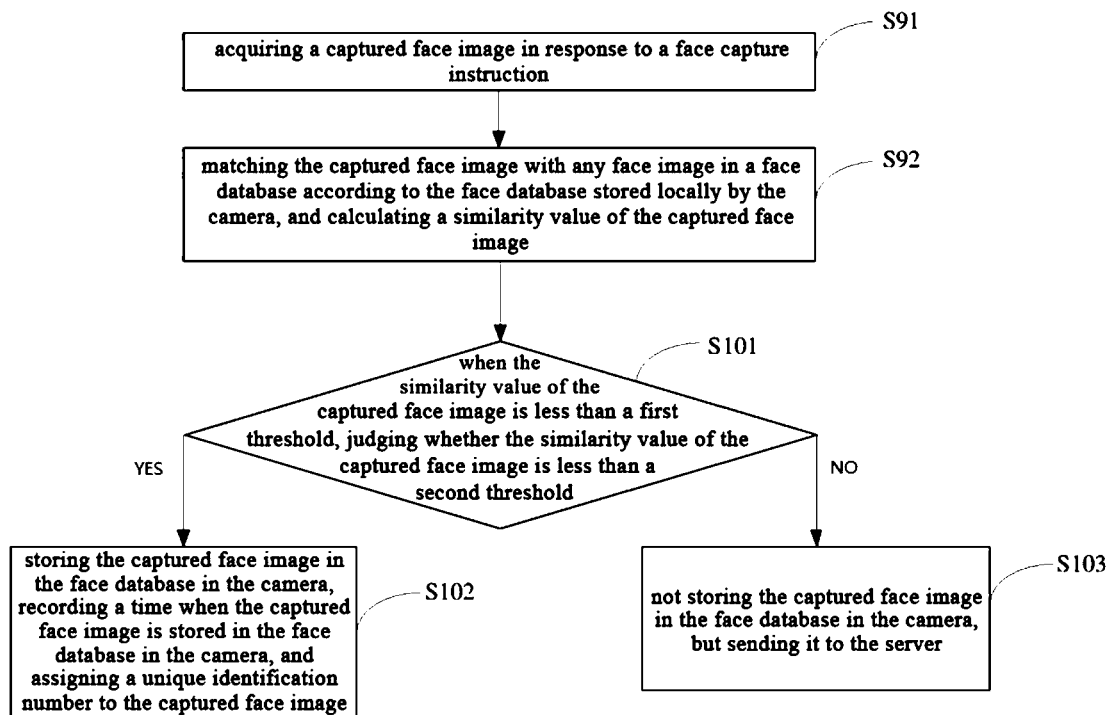 S91
acquiring a captured face image in response to a face capture
instruction
S92
matching the captured face image with any face image in a face
database according to the face database stored locally by the
camera, and calculating a similarity value of the captured face
image
S101
when the
similarity value of the
captured face image is less than a first
threshold, judging whether the similarity value of the
captured face image is less than a
second threshold
YES
NO
storing the captured face image in
the face database in the camera,
recording a time when the captured
face image is stored in the face
database in the camera, and
assigning a unique identification
number to the captured face image
S102
S103
not storing the captured face image
in the face database in the camera,
but sending it to the server